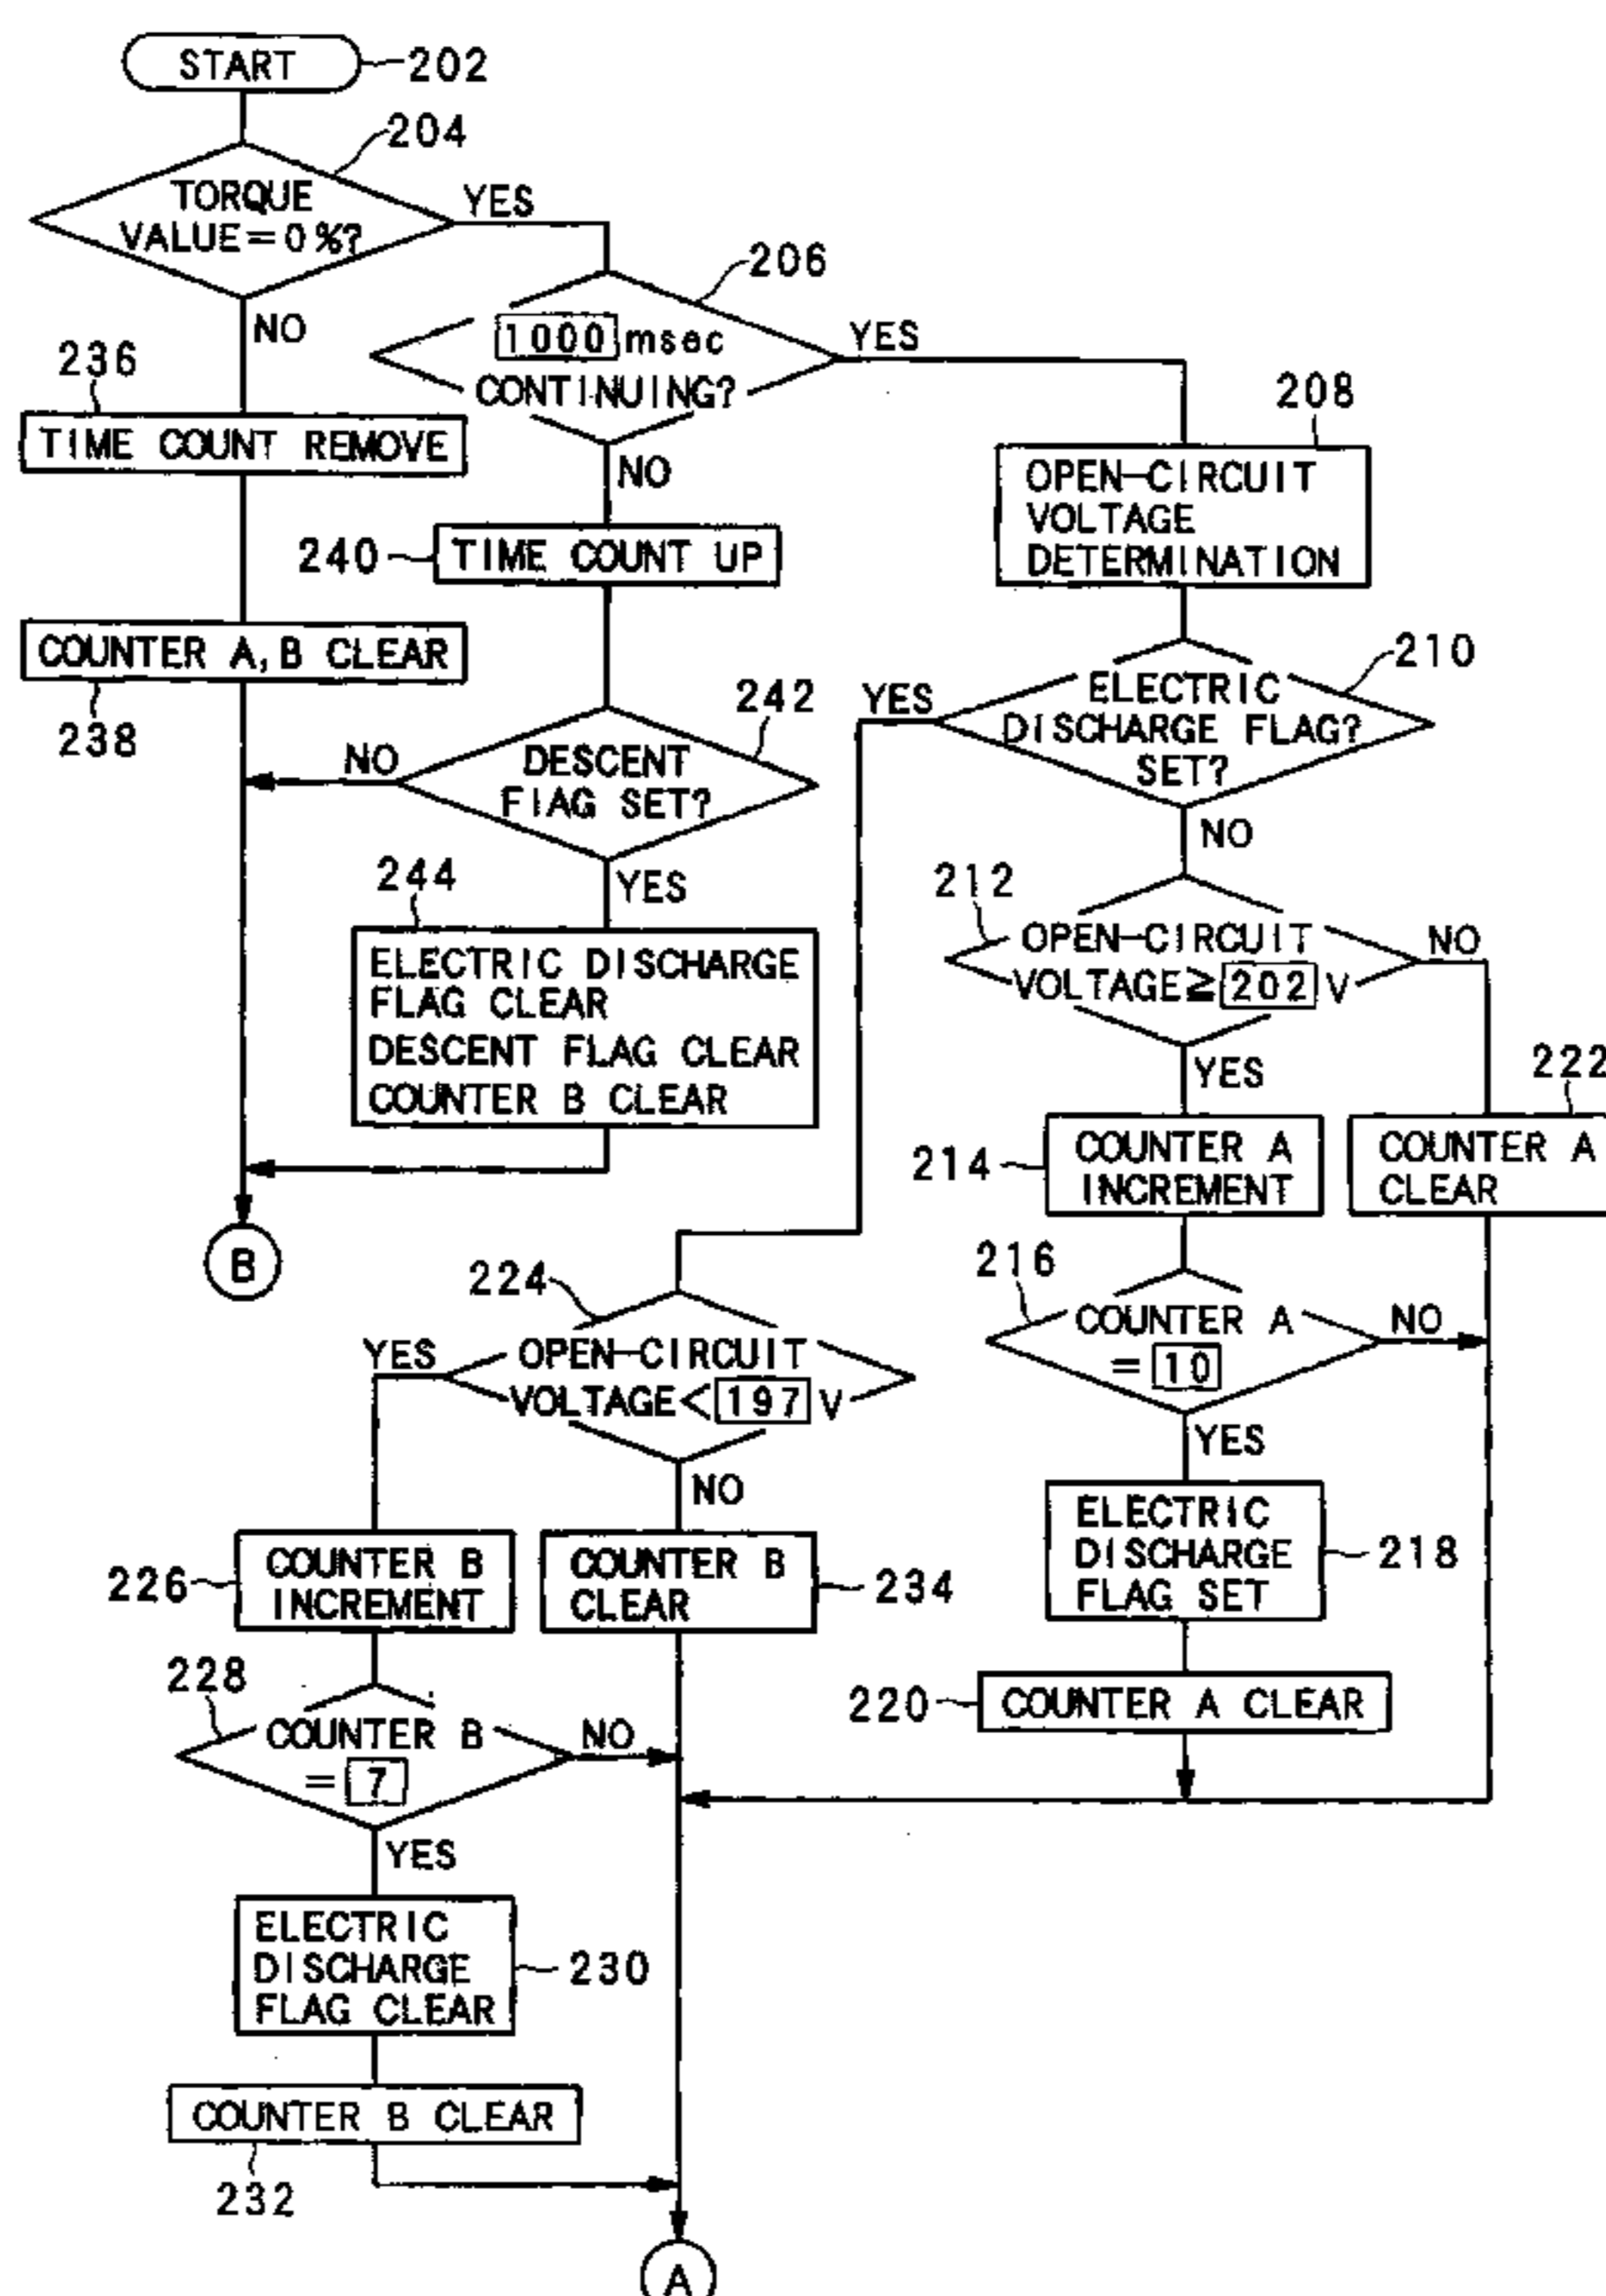 START
202
204
TORQUE
VALUE=0%?
YES
206
NO
1000 msec
CONTINUING?
YES
236
TIME COUNT REMOVE
NO
208
OPEN-CIRCUIT
VOLTAGE
DETERMINATION
240
TIME COUNT UP
COUNTER A, B CLEAR
238
242
DESCENT
FIAG SET?
NO
YES
210
ELECTRIC
DISCHARGE FLAG?
SET?
YES
NO
244
ELECTRIC DISCHARGE
FLAG CLEAR
DESCENT FLAG CLEAR
COUNTER B CLEAR
212
OPEN-CIRCUIT
VOLTAGE≧202 V
NO
YES
222
COUNTER A
CLEAR
214
COUNTER A
INCREMENT
B
216
COUNTER A
=10
NO
YES
224
OPEN-CIRCUIT
VOLTAGE<197 V
YES
NO
ELECTRIC
DISCHARGE
FLAG SET
218
226
COUNTER B
INCREMENT
COUNTER B
CLEAR
234
228
COUNTER B
=7
NO
YES
220
COUNTER A CLEAR
ELECTRIC
DISCHARGE
FLAG CLEAR
230
COUNTER B CLEAR
232
A